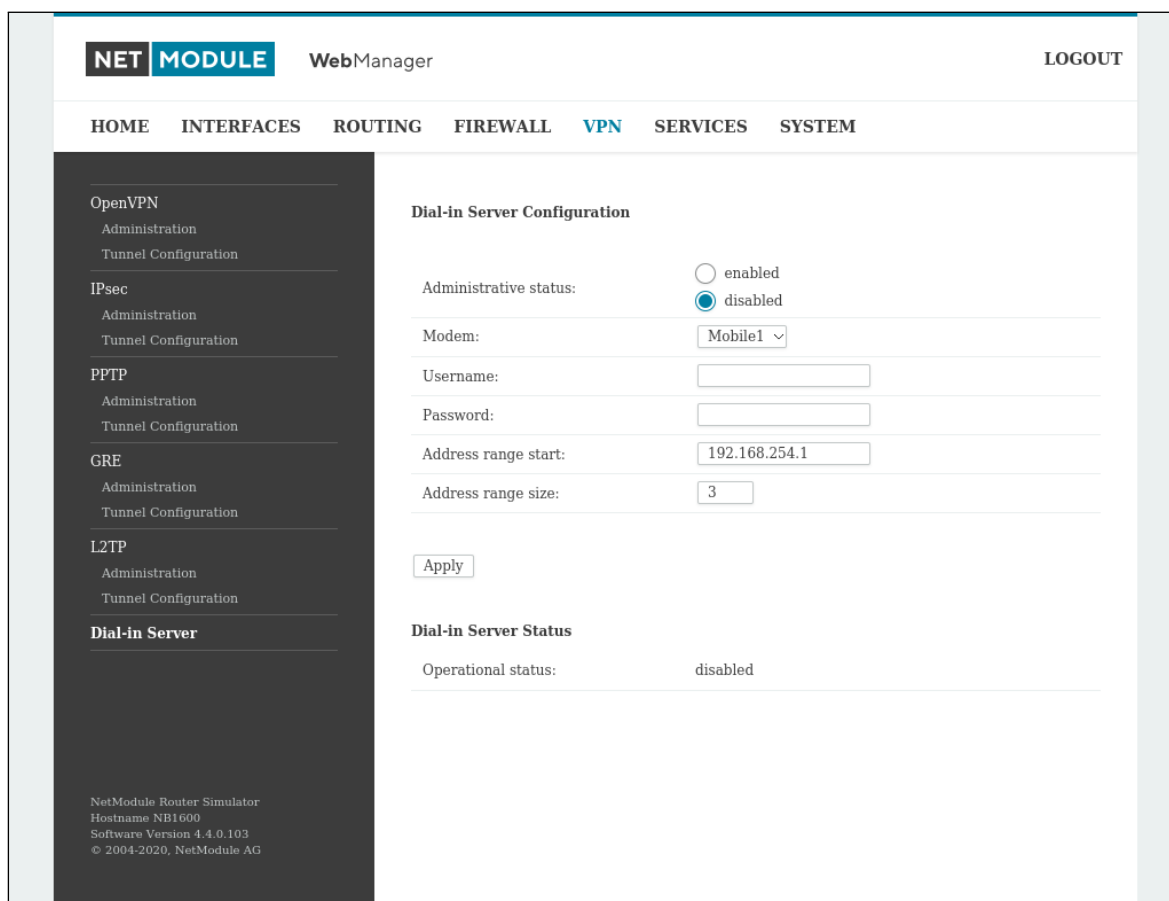 NET MODULE WebManager LOGOUT
HOME INTERFACES ROUTING FIREWALL VPN SERVICES SYSTEM
OpenVPN
Administration
Tunnel Configuration
IPsec
Administration
Tunnel Configuration
PPTP
Administration
Tunnel Configuration
GRE
Administration
Tunnel Configuration
L2TP
Administration
Tunnel Configuration
Dial-in Server
NetModule Router Simulator
Hostname NB1600
Software Version 4.4.0.103
© 2004-2020, NetModule AG
Dial-in Server Configuration
Administrative status:
enabled
disabled
Modem: Mobile1
Username:
Password:
Address range start: 192.168.254.1
Address range size: 3
Apply
Dial-in Server Status
Operational status: disabled